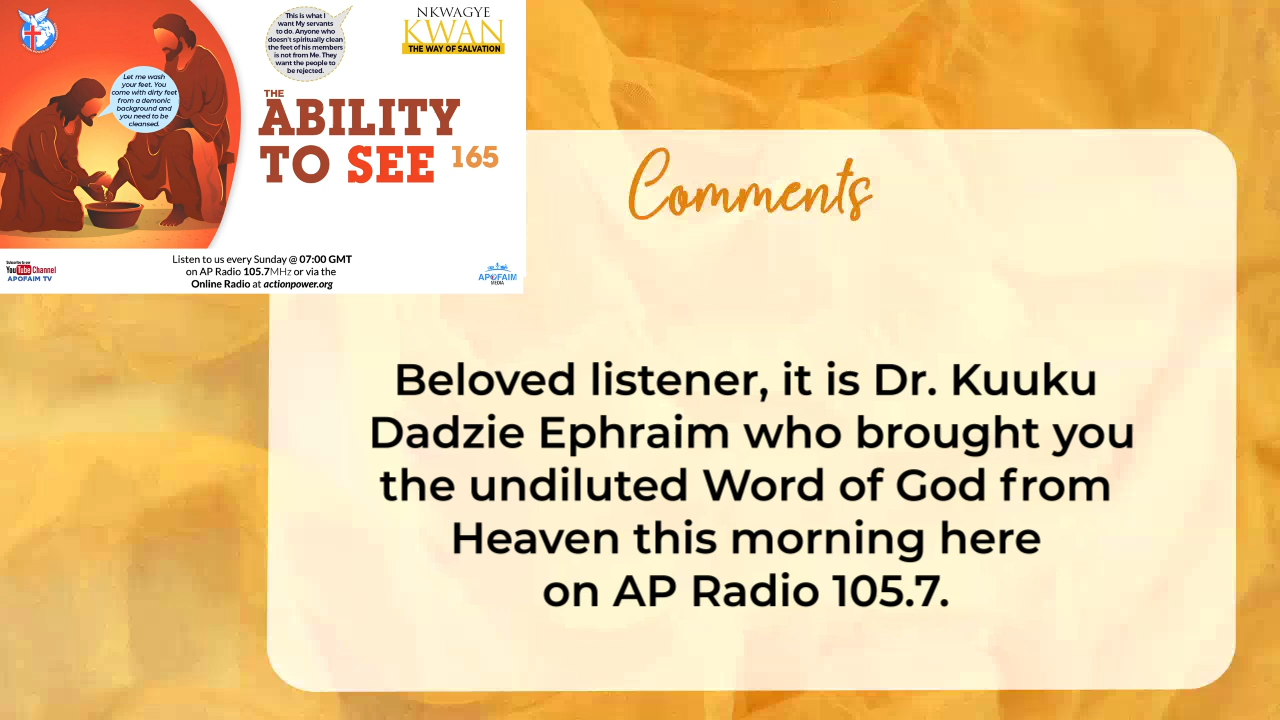 This is what I
want My servants
to do. Anyone who
doesn't spiritually clean
the feet of his members
is not from Me. They
want the people to
be rejected.
NKWAGYE
KWAN
THE WAY OF SALVATION
Let me wash
your feet. You
come with dirty feet
from a demonic
background and
you need to be
cleansed.
THE
ABILITY
TO SEE 165
Listen to us every Sunday @ 07:00 GMT
on AP Radio 105.7MHz or via the
Online Radio at actionpower.org
Subscribe to our
YouTube Channel
APOFAIM TV
APOFAIM
MEDIA
Comments
Beloved listener, it is Dr. Kuuku
Dadzie Ephraim who brought you
the undiluted Word of God from
Heaven this morning here
on AP Radio 105.7.